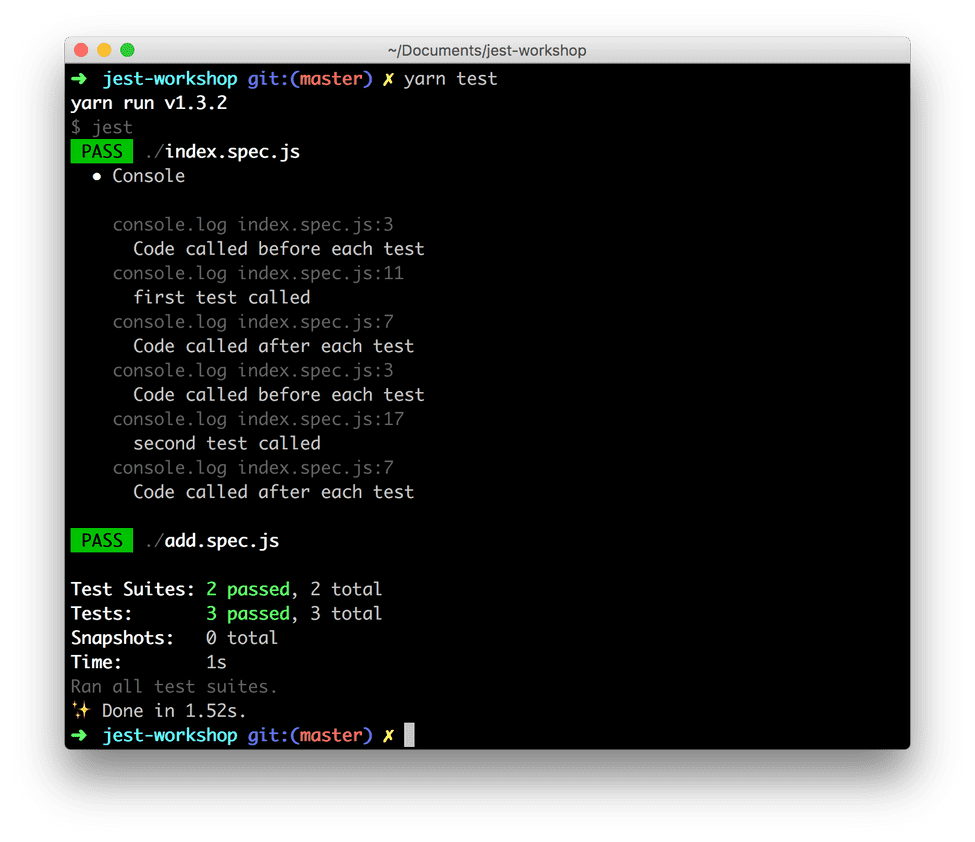 ~/Documents/jest-workshop
➜ jest-workshop git:(master) ✗ yarn test
yarn run v1.3.2
$ jest
PASS ./index.spec.js
● Console
console.log index.spec.js:3
Code called before each test
console.log index.spec.js:11
first test called
console.log index.spec.js:7
Code called after each test
console.log index.spec.js:3
Code called before each test
console.log index.spec.js:17
second test called
console.log index.spec.js:7
Code called after each test
PASS ./add.spec.js
Test Suites: 2 passed, 2 total
Tests: 3 passed, 3 total
Snapshots: 0 total
Time: 1s
Ran all test suites.
✨ Done in 1.52s.
➜ jest-workshop git:(master) ✗